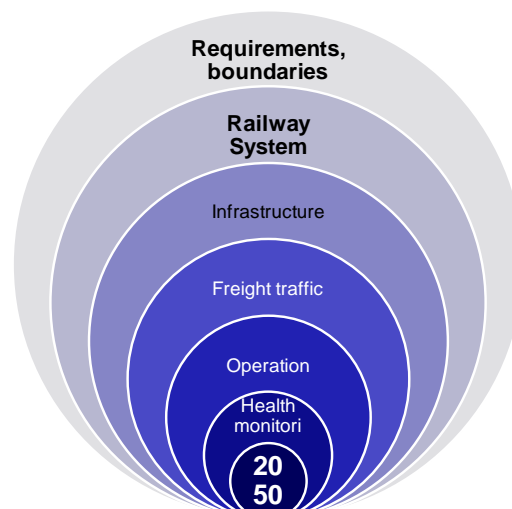 Requirements,
boundaries
Railway
System
Infrastructure
Freight traffic
Operation
Health
monitori
20
50